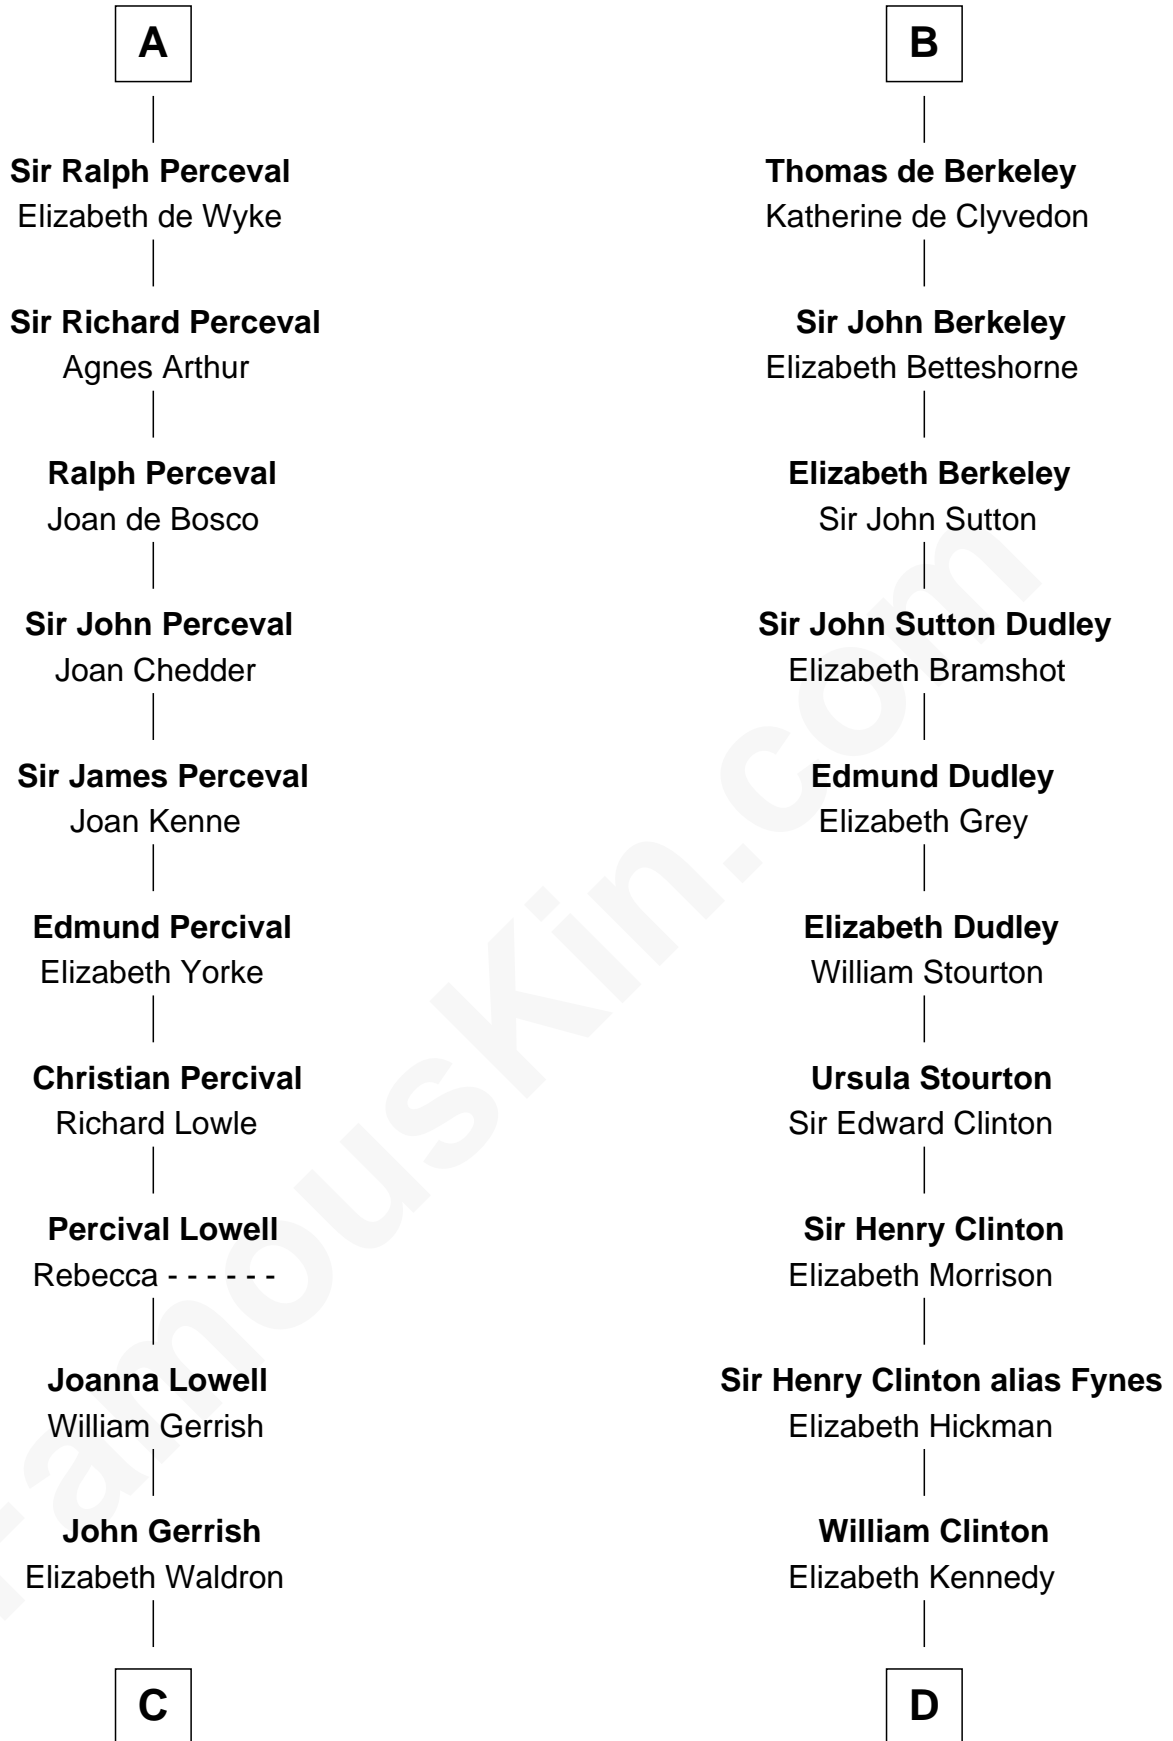 A
Sir Ralph Perceval
Elizabeth de Wyke
Sir Richard Perceval
Agnes Arthur
Ralph Perceval
Joan de Bosco
Sir John Perceval
Joan Chedder
Sir James Perceval
Joan Kenne
Edmund Percival
Elizabeth Yorke
Christian Percival
Richard Lowle
Percival Lowell
Rebecca - - - - - -
Joanna Lowell
William Gerrish
John Gerrish
Elizabeth Waldron
C
B
Thomas de Berkeley
Katherine de Clyvedon
Sir John Berkeley
Elizabeth Betteshorne
Elizabeth Berkeley
Sir John Sutton
Sir John Sutton Dudley
Elizabeth Bramshot
Edmund Dudley
Elizabeth Grey
Elizabeth Dudley
William Stourton
Ursula Stourton
Sir Edward Clinton
Sir Henry Clinton
Elizabeth Morrison
Sir Henry Clinton alias Fynes
Elizabeth Hickman
William Clinton
Elizabeth Kennedy
D
FamousKin.com